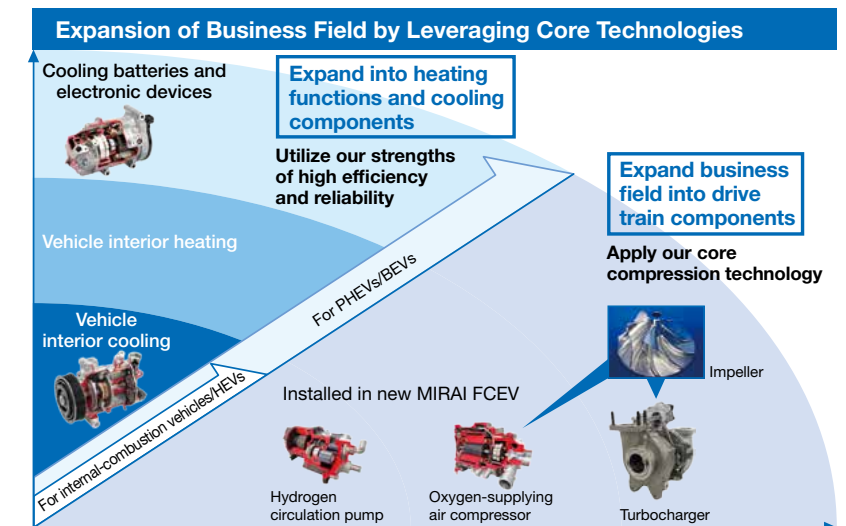 Expansion of Business Field by Leveraging Core Technologies
Cooling batteries and
electronic devices
Expand into heating
functions and cooling
components
Utilize our strengths
of high efficiency
and reliability
Expand business
field into drive
train components
Apply our core
compression technology
Vehicle interior heating
For PHEVs/BEVs
Vehicle
interior cooling
For internal-combustion vehicles/HEVs
Impeller
Installed in new MIRAI FCEV
Hydrogen
circulation pump
Oxygen-supplying
air compressor
Turbocharger